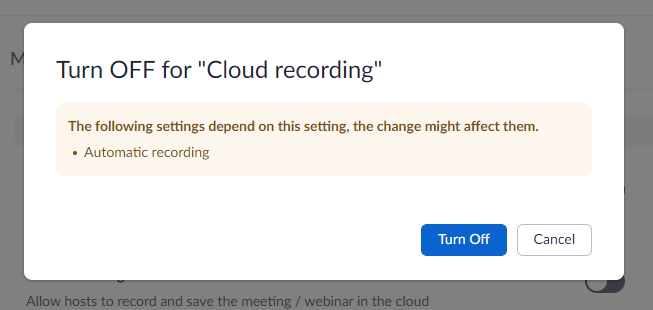 Turn OFF for "Cloud recording"
The following settings depend on this setting, the change might affect them.
• Automatic recording
Turn Off
Cancel
Allow hosts to record and save the meeting / webinar in the cloud